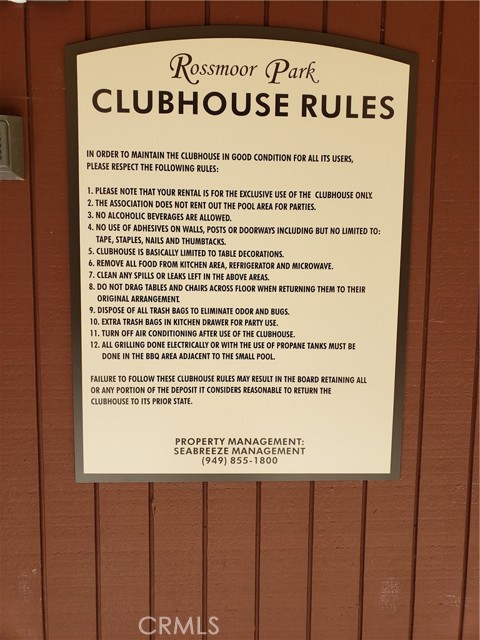 Rossmoor Park
CLUBHOUSE RULES
IN ORDER TO MAINTAIN THE CLUBHOUSE IN GOOD CONDITION FOR ALL ITS USERS,
PLEASE RESPECT THE FOLLOWING RULES:
1. PLEASE NOTE THAT YOUR RENTAL IS FOR THE EXCLUSIVE USE OF THE CLUBHOUSE ONLY.
2. THE ASSOCIATION DOES NOT RENT OUT THE POOL AREA FOR PARTIES.
3. NO ALCOHOLIC BEVERAGES ARE ALLOWED.
4. NO USE OF ADHESIVES ON WALLS, POSTS OR DOORWAYS INCLUDING BUT NO LIMITED TO:
TAPE, STAPLES, NAILS AND THUMBTACKS.
5. CLUBHOUSE IS BASICALLY LIMITED TO TABLE DECORATIONS.
6. REMOVE ALL FOOD FROM KITCHEN AREA, REFRIGERATOR AND MICROWAVE.
7. CLEAN ANY SPILLS OR LEAKS LEFT IN THE ABOVE AREAS.
8. DO NOT DRAG TABLES AND CHAIRS ACROSS FLOOR WHEN RETURNING THEM TO THEIR
ORIGINAL ARRANGEMENT.
9. DISPOSE OF ALL TRASH BAGS TO ELIMINATE ODOR AND BUGS.
10. EXTRA TRASH BAGS IN KITCHEN DRAWER FOR PARTY USE.
11. TURN OFF AIR CONDITIONING AFTER USE OF THE CLUBHOUSE.
12. ALL GRILLING DONE ELECTRICALLY OR WITH THE USE OF PROPANE TANKS MUST BE
DONE IN THE BBQ AREA ADJACENT TO THE SMALL POOL.
FAILURE TO FOLLOW THESE CLUBHOUSE RULES MAY RESULT IN THE BOARD RETAINING ALL
OR ANY PORTION OF THE DEPOSIT IT CONSIDERS REASONABLE TO RETURN THE
CLUBHOUSE TO ITS PRIOR STATE.
PROPERTY MANAGEMENT:
SEABREEZE MANAGEMENT
(949) 855-1800
CRMLS